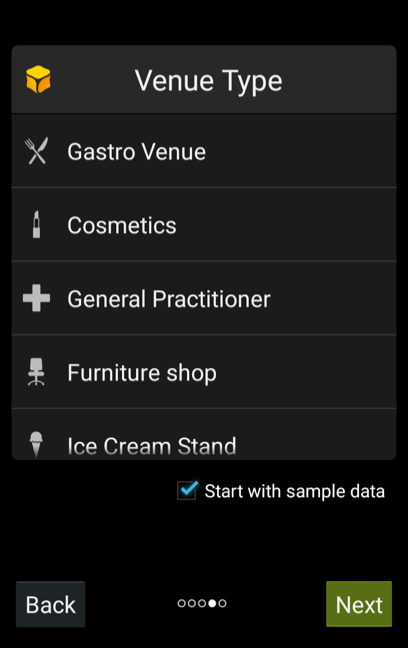 Venue Type
Gastro Venue
Cosmetics
General Practitioner
Furniture shop
Ice Cream Stand
Start with sample data
Back
Next